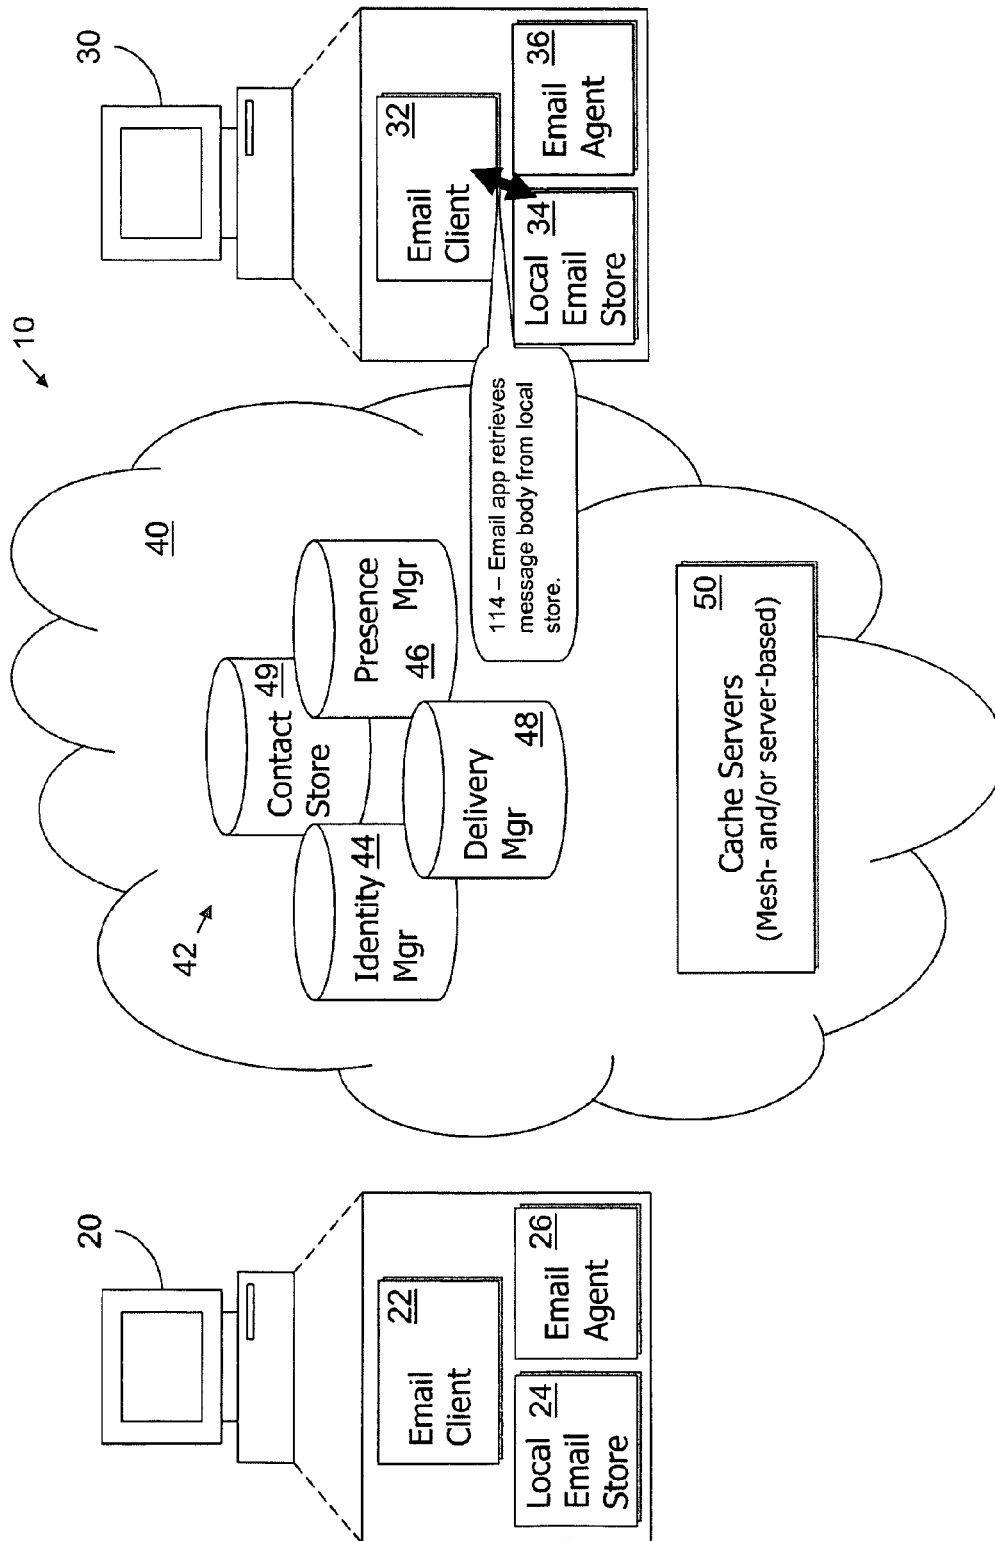 20
Email
Client
22
Local
Email
Store
24
Email
Agent
26
10
40
42
Identity
Mgr
44
Contact
Store
49
Presence
Mgr
46
Delivery
Mgr
48
Cache Servers
(Mesh- and/or server-based)
50
114 – Email app retrieves
message body from local
store.
30
Email
Client
32
Local
Email
Store
34
Email
Agent
36